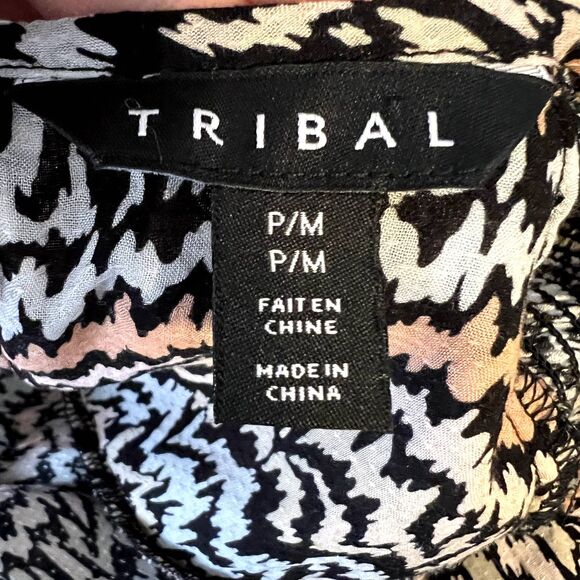 TRIBAL
P/M
P/M
FAIT EN
CHINE
MADE IN
CHINA